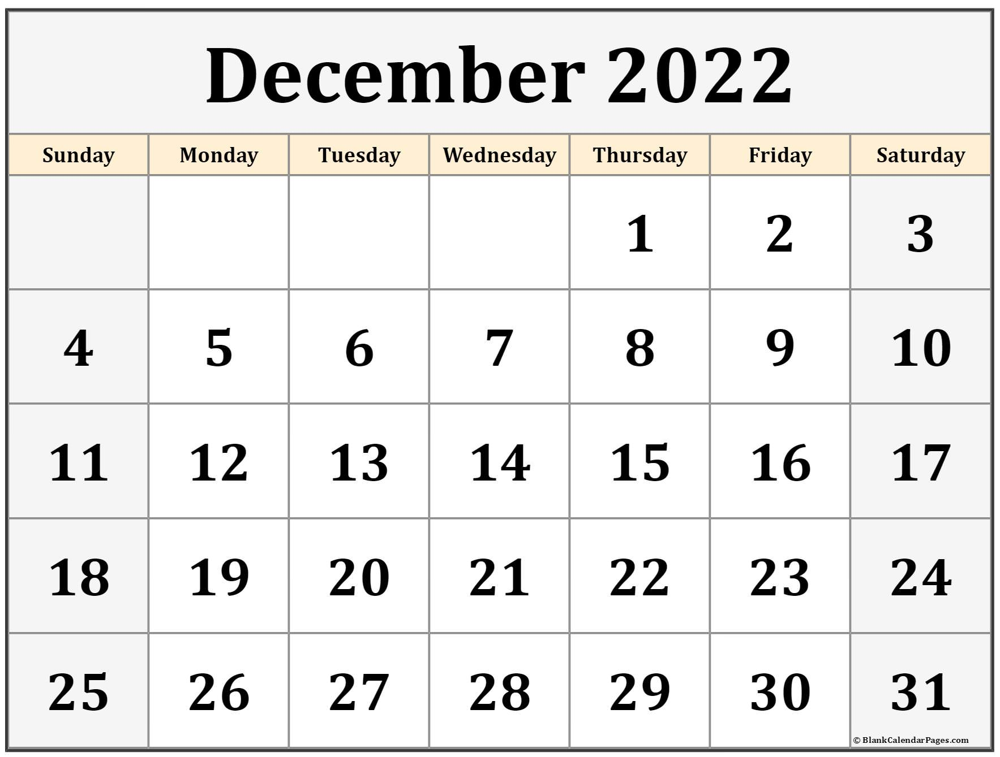 December 2022
Sunday Monday Tuesday Wednesday Thursday Friday Saturday
1 2 3
4 5 6 7 8 9 10
11 12 13 14 15 16 17
18 19 20 21 22 23 24
25 26 27 28 29 30 31
© BlankCalendarPages.com